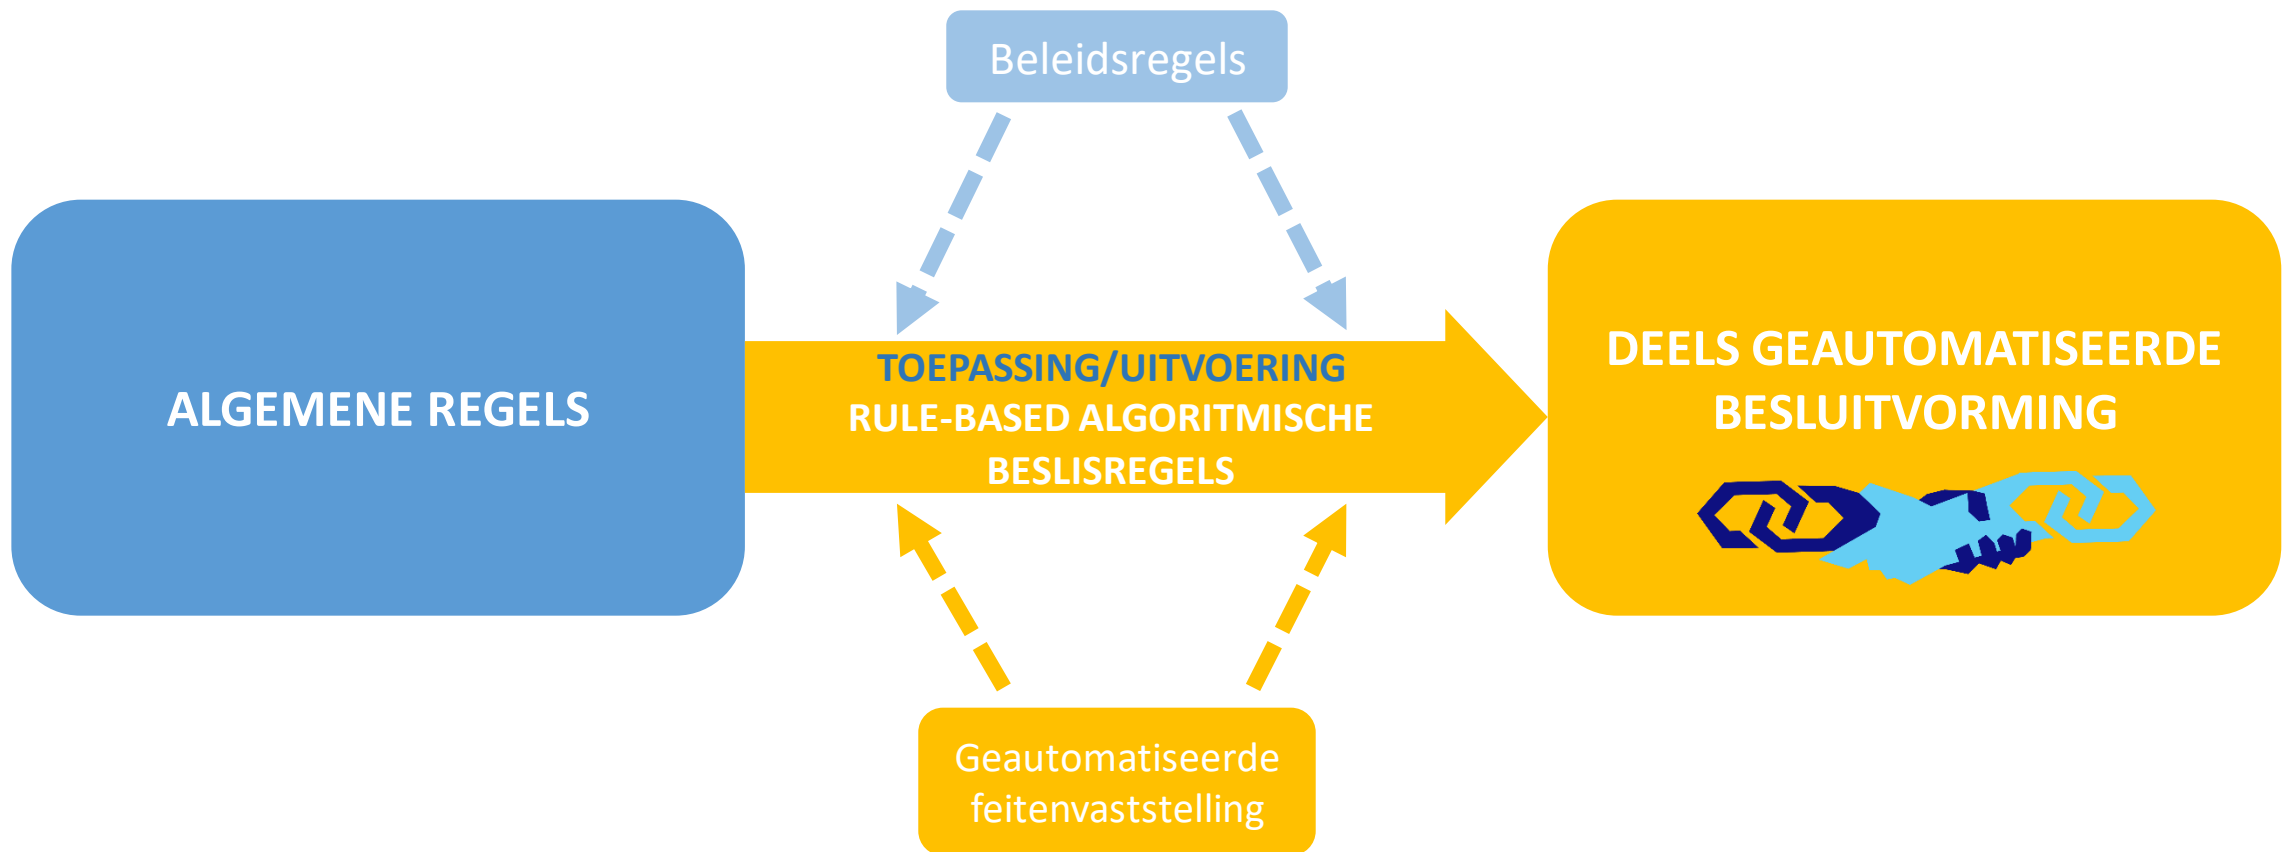 Beleidsregels
ALGEMENE REGELS
TOEPASSING/UITVOERING
RULE-BASED ALGORITMISCHE
BESLISREGELS
DEELS GEAUTOMATISEERDE
BESLUITVORMING
Geautomatiseerde
feitenvaststelling